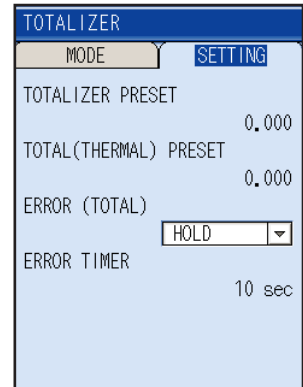 TOTALIZER
MODE SETTING
TOTALIZER PRESET
0.000
TOTAL(THERMAL) PRESET
0.000
ERROR (TOTAL)
HOLD
ERROR TIMER
10 sec